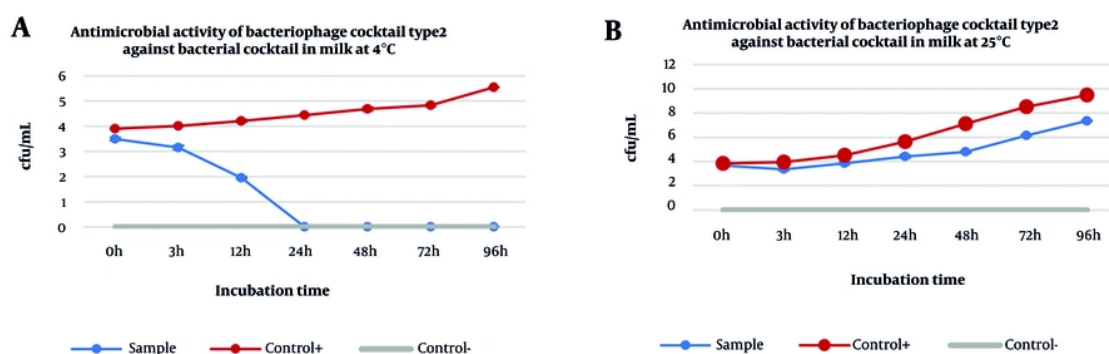 A
Antimicrobial activity of bacteriophage cocktail type2
against bacterial cocktail in milk at 4°C
cfu/mL
6
5
4
3
2
1
0
0h 3h 12h 24h 48h 72h 96h
Incubation time
Sample Control+ Control-
B
Antimicrobial activity of bacteriophage cocktail type2
against bacterial cocktail in milk at 25°C
cfu/mL
12
10
8
6
4
2
0
0h 3h 12h 24h 48h 72h 96h
Incubation time
Sample Control+ Control-